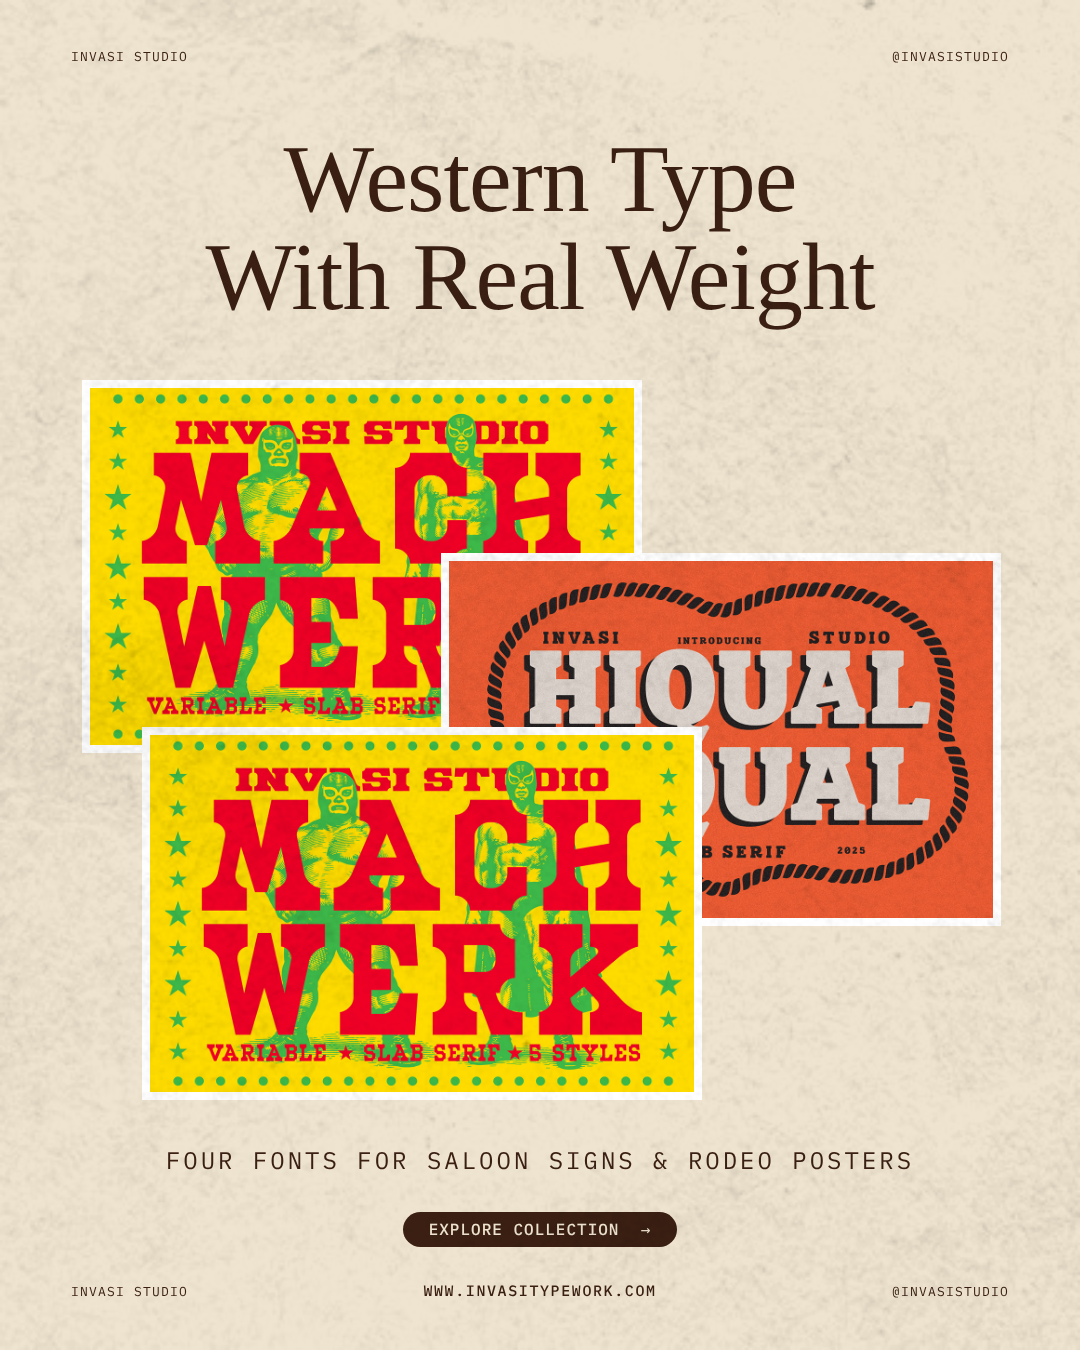 INVASI STUDIO
@INVASISTUDIO
Western Type
With Real Weight
INVASI STUDIO
MACH
WER
VARIABLE ★ SLAB SERIF
INVASI INTRODUCING STUDIO
HIQUAL
QUAL
B SERIF 2025
INVASI STUDIO
MACH
WERK
VARIABLE ★ SLAB SERIF ★ 5 STYLES
FOUR FONTS FOR SALOON SIGNS & RODEO POSTERS
EXPLORE COLLECTION →
INVASI STUDIO
WWW.INVASITYPEWORK.COM
@INVASISTUDIO